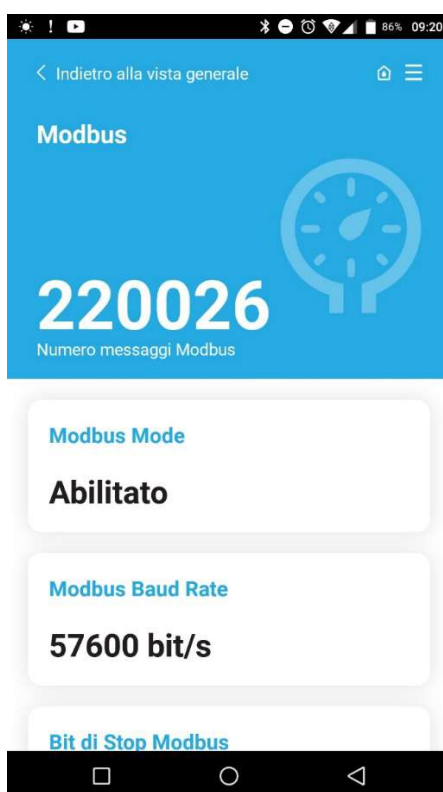 86% 09:20
Indietro alla vista generale
Modbus
220026
Numero messaggi Modbus
Modbus Mode
Abilitato
Modbus Baud Rate
57600 bit/s
Bit di Stop Modbus